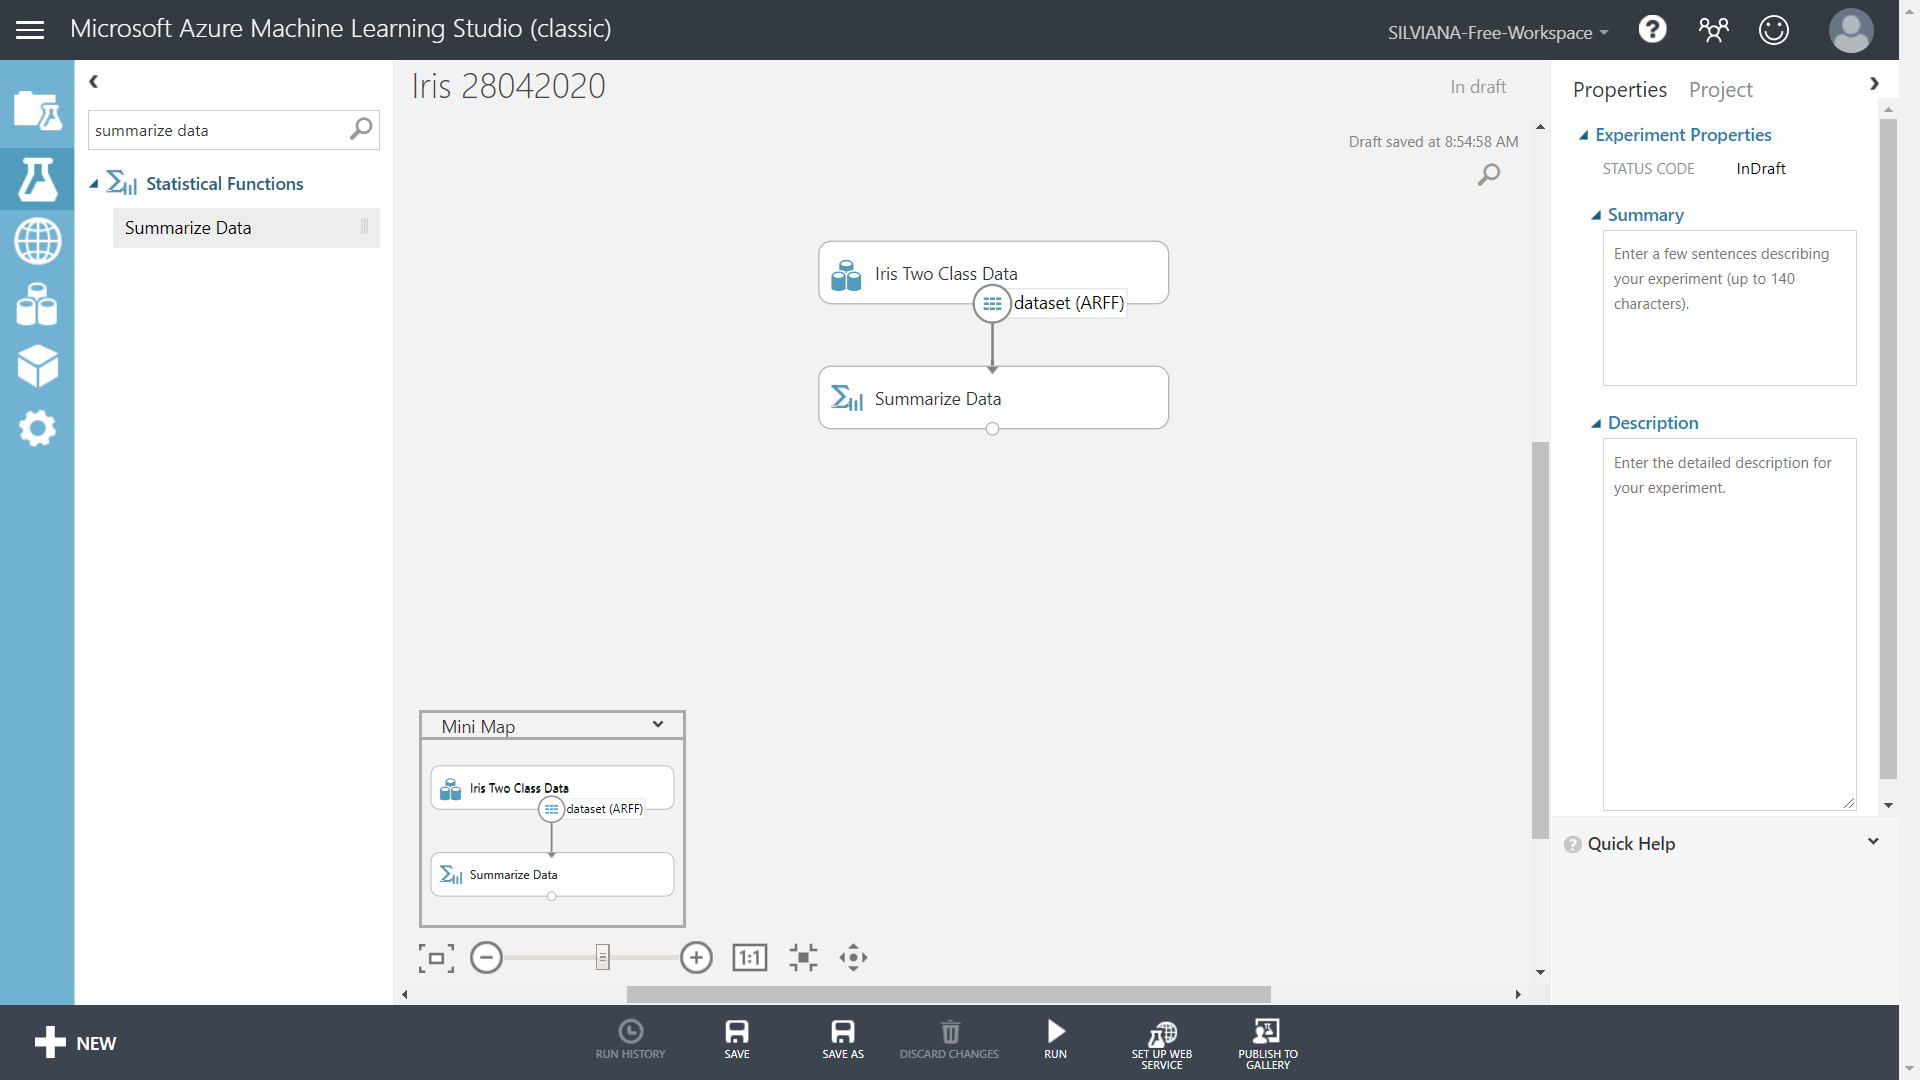 Microsoft Azure Machine Learning Studio (classic)
SILVIANA-Free-Workspace
summarize data
Statistical Functions
Summarize Data
Iris 28042020
In draft
Draft saved at 8:54:58 AM
Iris Two Class Data
dataset (ARFF)
Summarize Data
Mini Map
Iris Two Class Data
dataset (ARFF)
Summarize Data
1:1
Properties
Project
Experiment Properties
STATUS CODE
InDraft
Summary
Enter a few sentences describing
your experiment (up to 140
characters).
Description
Enter the detailed description for
your experiment.
Quick Help
NEW
RUN HISTORY
SAVE
SAVE AS
DISCARD CHANGES
RUN
SET UP WEB
SERVICE
PUBLISH TO
GALLERY